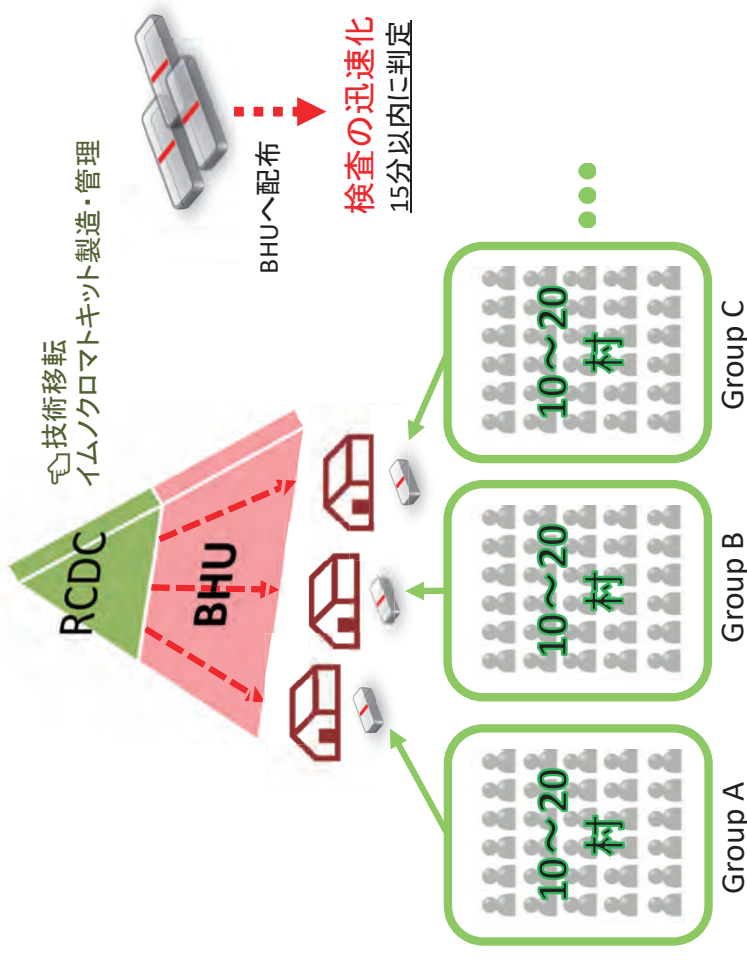 RCDC
BHU
☜技術移転
イムノクロマトキット製造・管理
BHUへ配布
検査の迅速化
15分以内に判定
10～20
村
Group A
10～20
村
Group B
10～20
村
Group C